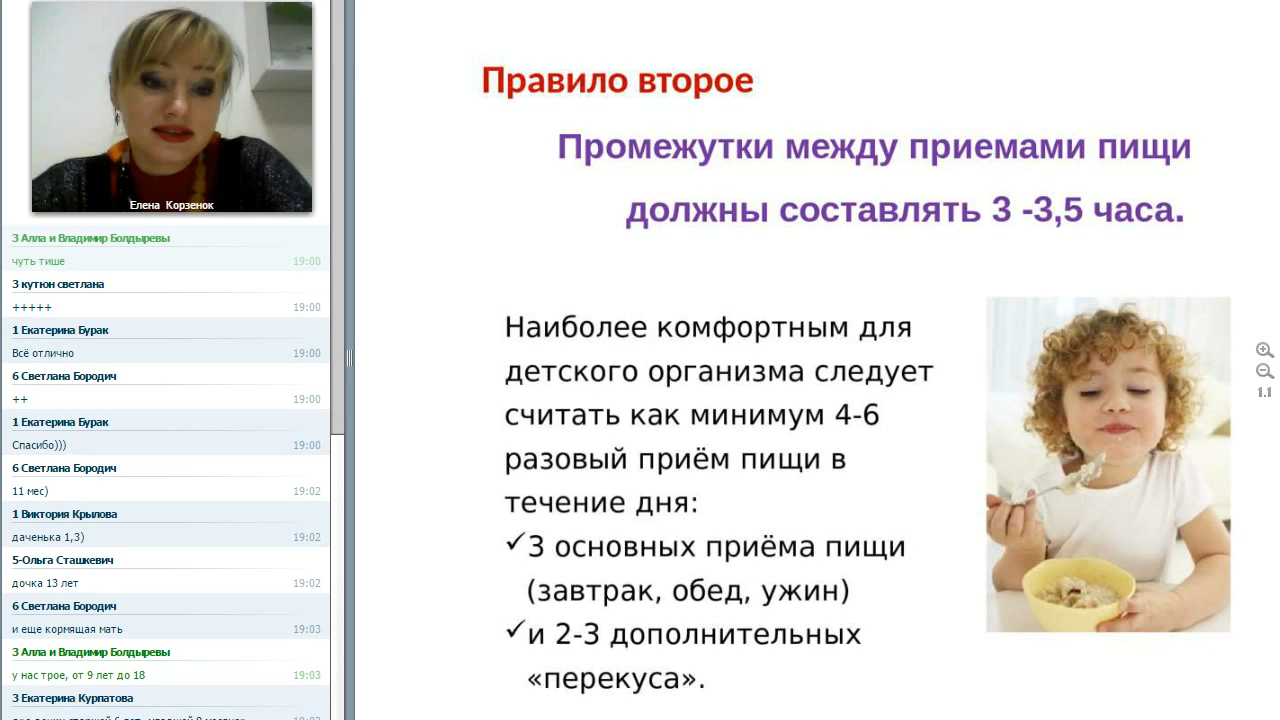 Елена Корзенок
3 Алла и Владимир Болдыревы
чуть тише 19:00
3 кутюн светлана
+++++ 19:00
1 Екатерина Бурак
Всё отлично 19:00
6 Светлана Бородич
++ 19:00
1 Екатерина Бурак
Спасибо))) 19:00
6 Светлана Бородич
11 мес) 19:02
1 Виктория Крылова
даченька 1,3) 19:02
5-Ольга Сташкевич
дочка 13 лет 19:02
6 Светлана Бородич
и еще кормящая мать 19:03
3 Алла и Владимир Болдыревы
у нас трое, от 9 лет до 18 19:03
3 Екатерина Курпатова
Правило второе
Промежутки между приемами пищи
должны составлять 3 -3,5 часа.
Наиболее комфортным для
детского организма следует
считать как минимум 4-6
разовый приём пищи в
течение дня:
✓3 основных приёма пищи
(завтрак, обед, ужин)
✓и 2-3 дополнительных
«перекуса».
1:1